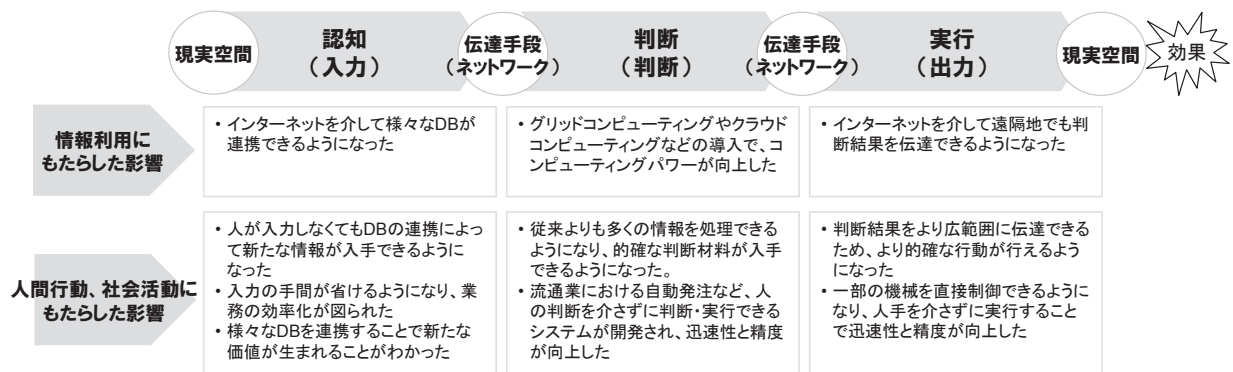 現実空間
認知
（入力）
伝達手段
（ネットワーク）
判断
（判断）
伝達手段
（ネットワーク）
実行
（出力）
現実空間
効果
情報利用に
もたらした影響
・インターネットを介して様々なDBが
連携できるようになった
・グリッドコンピューティングやクラウド
コンピューティングなどの導入で、コ
ンピューティングパワーが向上した
・インターネットを介して遠隔地でも判
断結果を伝達できるようになった
人間行動、社会活動に
もたらした影響
・人が入力しなくてもDBの連携によっ
て新たな情報が入手できるように
なった
・入力の手間が省けるようになり、業
務の効率化が図られた
・様々なDBを連携することで新たな
価値が生まれることがわかった
・従来よりも多くの情報を処理できる
ようになり、的確な判断材料が入手
できるようになった。
・流通業における自動発注など、人
の判断を介さずに判断・実行できる
システムが開発され、迅速性と精度
が向上した
・判断結果をより広範囲に伝達できる
ため、より的確な行動が行えるよう
になった
・一部の機械を直接制御できるように
なり、人手を介さずに実行すること
で迅速性と精度が向上した